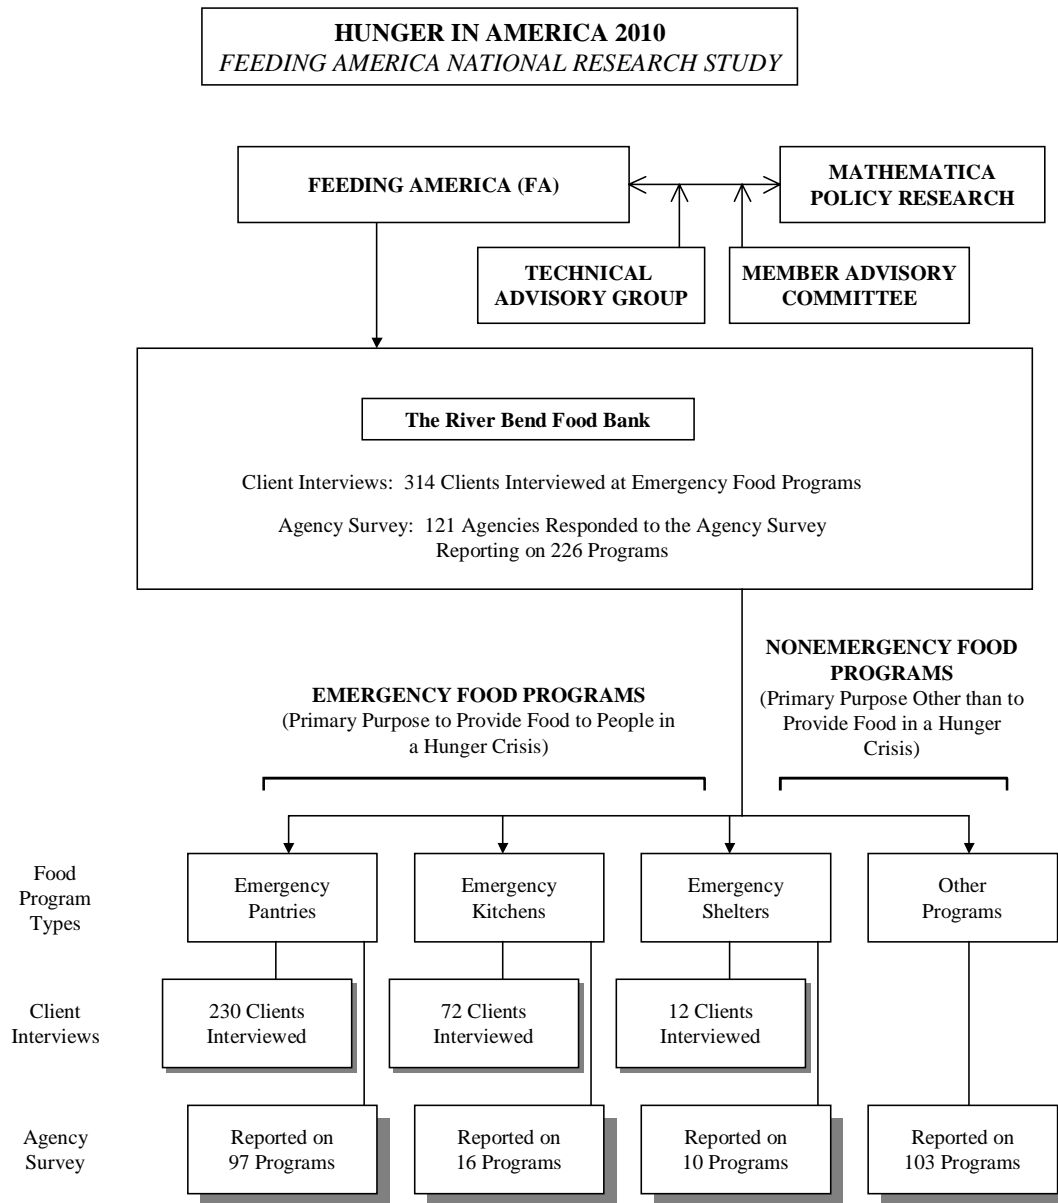 HUNGER IN AMERICA 2010
FEEDING AMERICA NATIONAL RESEARCH STUDY
FEEDING AMERICA (FA)
MATHEMATICA
POLICY RESEARCH
TECHNICAL
ADVISORY GROUP
MEMBER ADVISORY
COMMITTEE
The River Bend Food Bank
Client Interviews: 314 Clients Interviewed at Emergency Food Programs
Agency Survey: 121 Agencies Responded to the Agency Survey
Reporting on 226 Programs
EMERGENCY FOOD PROGRAMS
(Primary Purpose to Provide Food to People in
a Hunger Crisis)
NONEMERGENCY FOOD
PROGRAMS
(Primary Purpose Other than to
Provide Food in a Hunger
Crisis)
Food
Program
Types
Emergency
Pantries
Emergency
Kitchens
Emergency
Shelters
Other
Programs
Client
Interviews
230 Clients
Interviewed
72 Clients
Interviewed
12 Clients
Interviewed
Agency
Survey
Reported on
97 Programs
Reported on
16 Programs
Reported on
10 Programs
Reported on
103 Programs